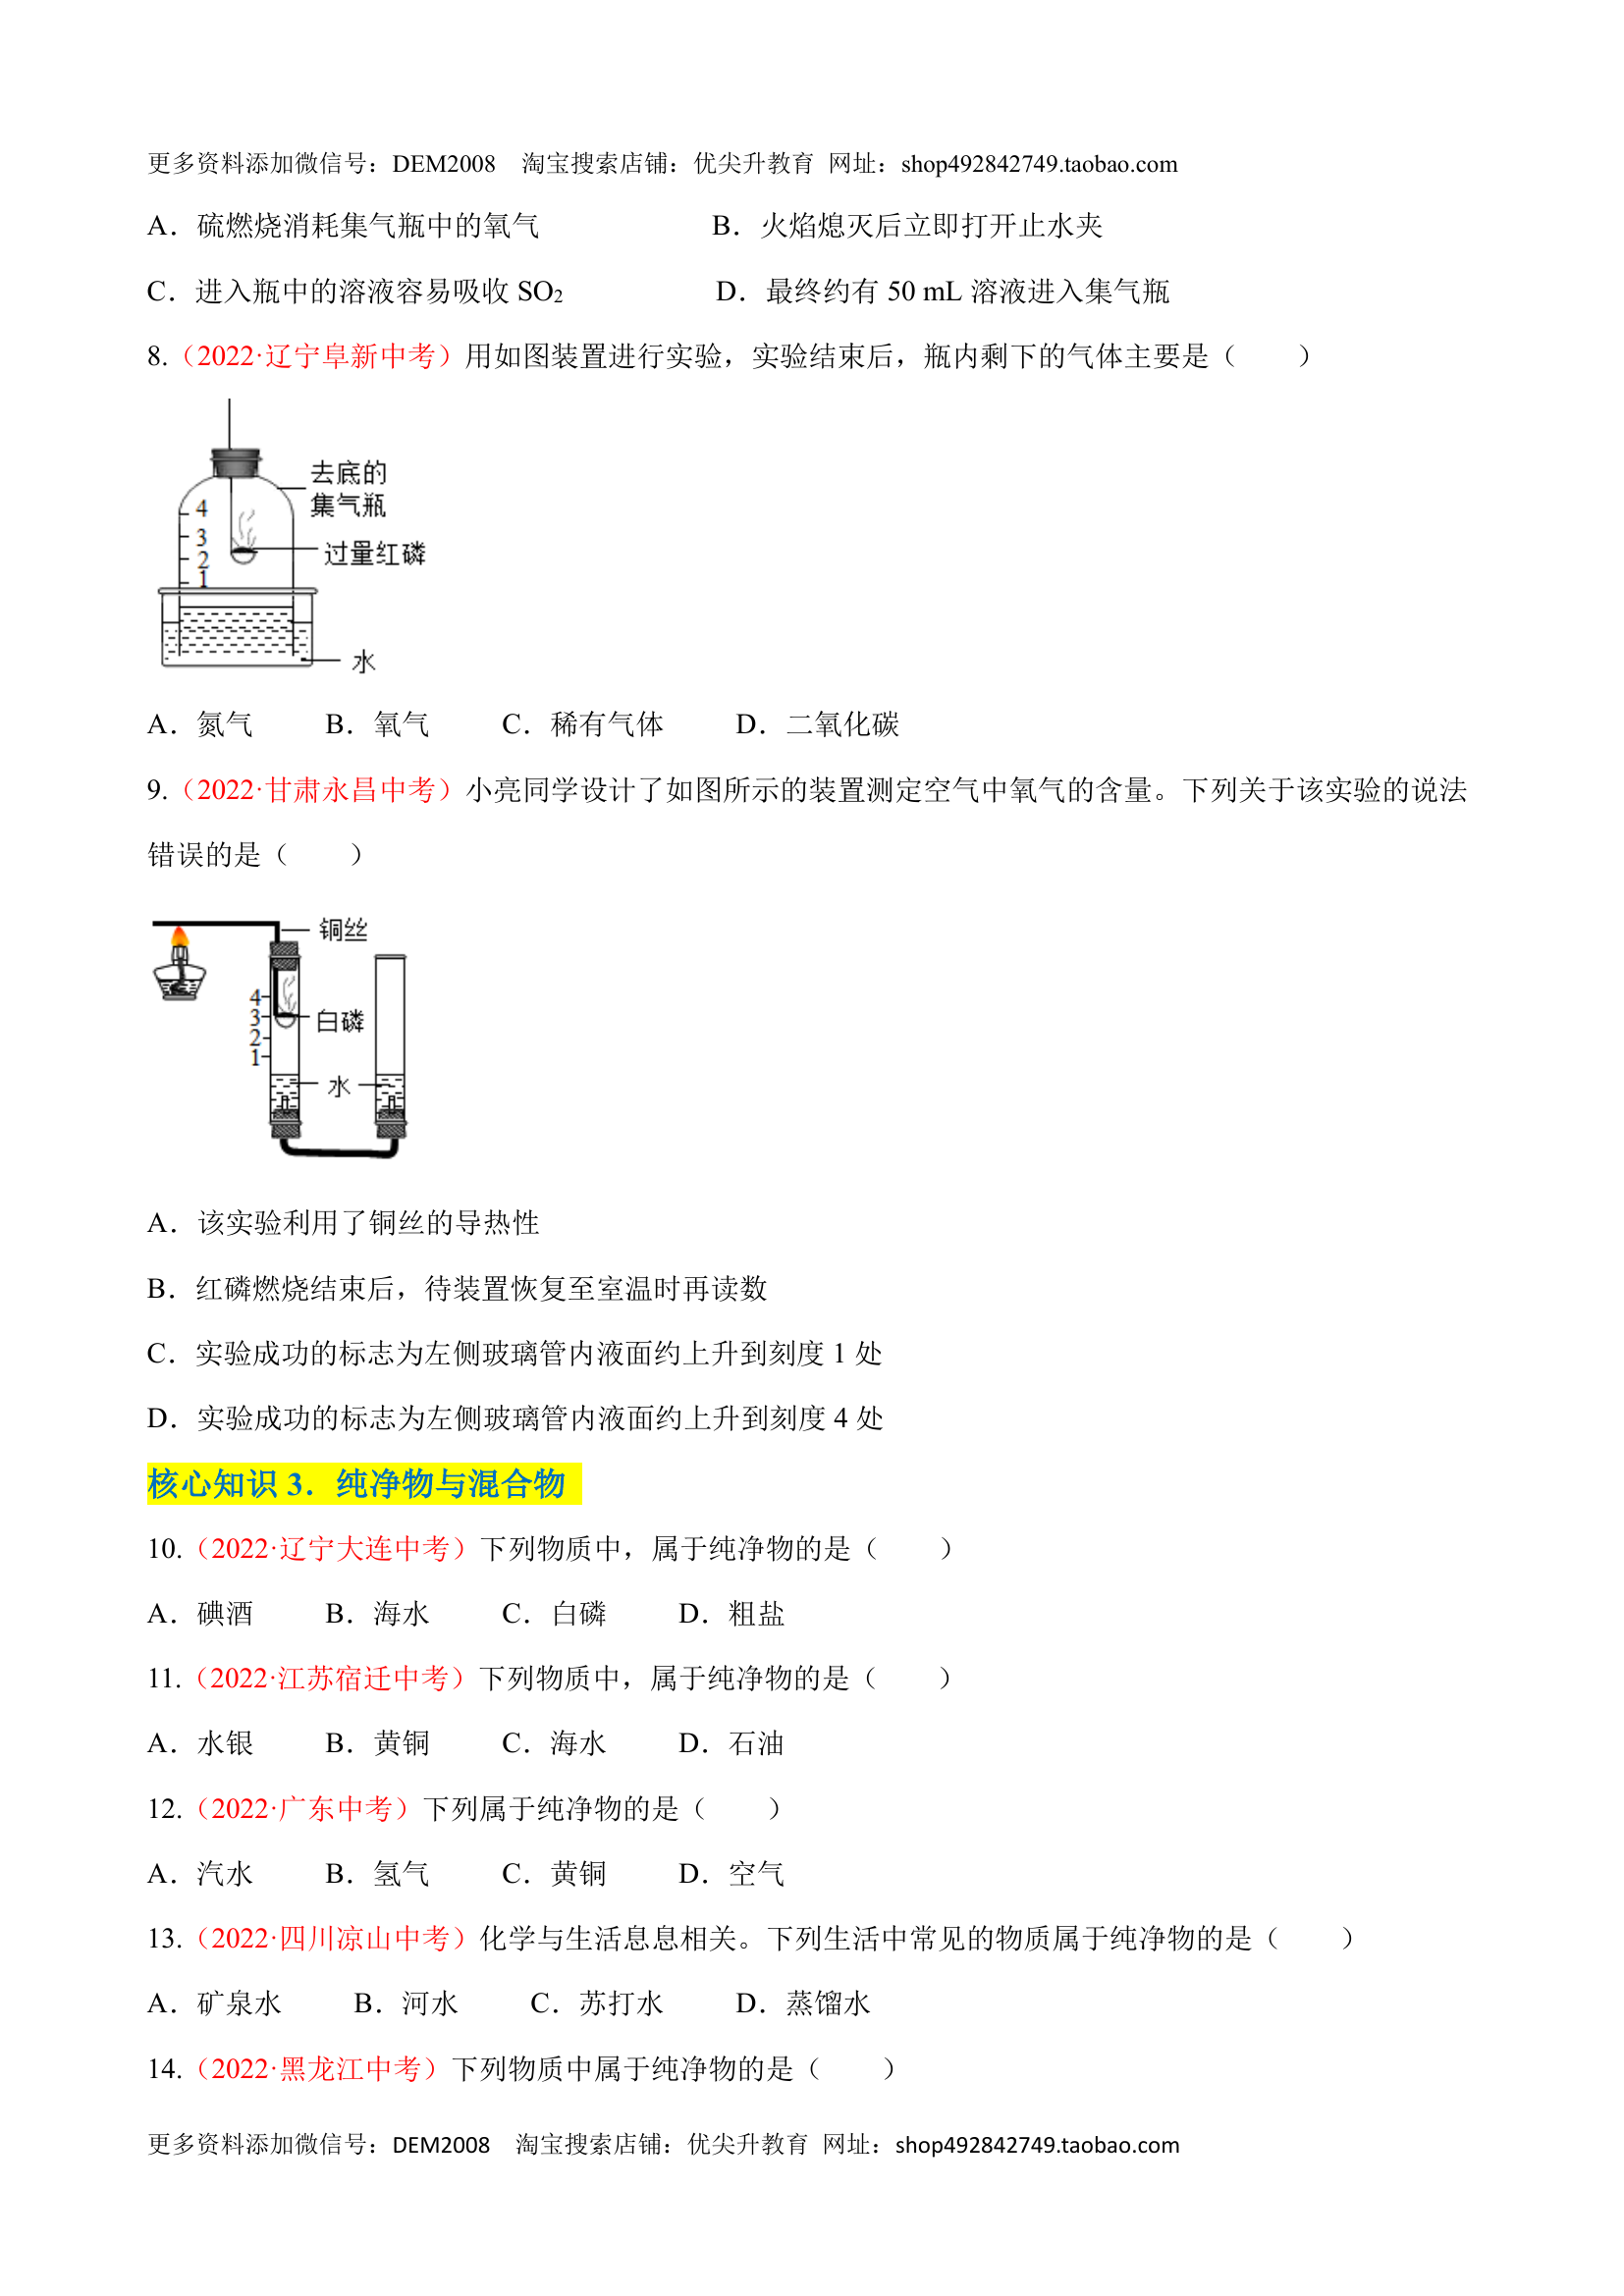 更多资料添加微信号：DEM2008 淘宝搜索店铺：优尖升教育 网址：shop492842749.taobao.com
A．硫燃烧消耗集气瓶中的氧气 B．火焰熄灭后立即打开止水夹
C．进入瓶中的溶液容易吸收 SO₂ D．最终约有 50 mL 溶液进入集气瓶
8.（2022·辽宁阜新中考）用如图装置进行实验，实验结束后，瓶内剩下的气体主要是（　　）
去底的
集气瓶
4
3
过量红磷
2
1
水
A．氮气 B．氧气 C．稀有气体 D．二氧化碳
9.（2022·甘肃永昌中考）小亮同学设计了如图所示的装置测定空气中氧气的含量。下列关于该实验的说法
错误的是（　　）
铜丝
4
3
白磷
2
1
水
A．该实验利用了铜丝的导热性
B．红磷燃烧结束后，待装置恢复至室温时再读数
C．实验成功的标志为左侧玻璃管内液面约上升到刻度 1 处
D．实验成功的标志为左侧玻璃管内液面约上升到刻度 4 处
核心知识 3．纯净物与混合物
10.（2022·辽宁大连中考）下列物质中，属于纯净物的是（　　）
A．碘酒 B．海水 C．白磷 D．粗盐
11.（2022·江苏宿迁中考）下列物质中，属于纯净物的是（　　）
A．水银 B．黄铜 C．海水 D．石油
12.（2022·广东中考）下列属于纯净物的是（　　）
A．汽水 B．氢气 C．黄铜 D．空气
13.（2022·四川凉山中考）化学与生活息息相关。下列生活中常见的物质属于纯净物的是（　　）
A．矿泉水 B．河水 C．苏打水 D．蒸馏水
14.（2022·黑龙江中考）下列物质中属于纯净物的是（　　）
更多资料添加微信号：DEM2008 淘宝搜索店铺：优尖升教育 网址：shop492842749.taobao.com